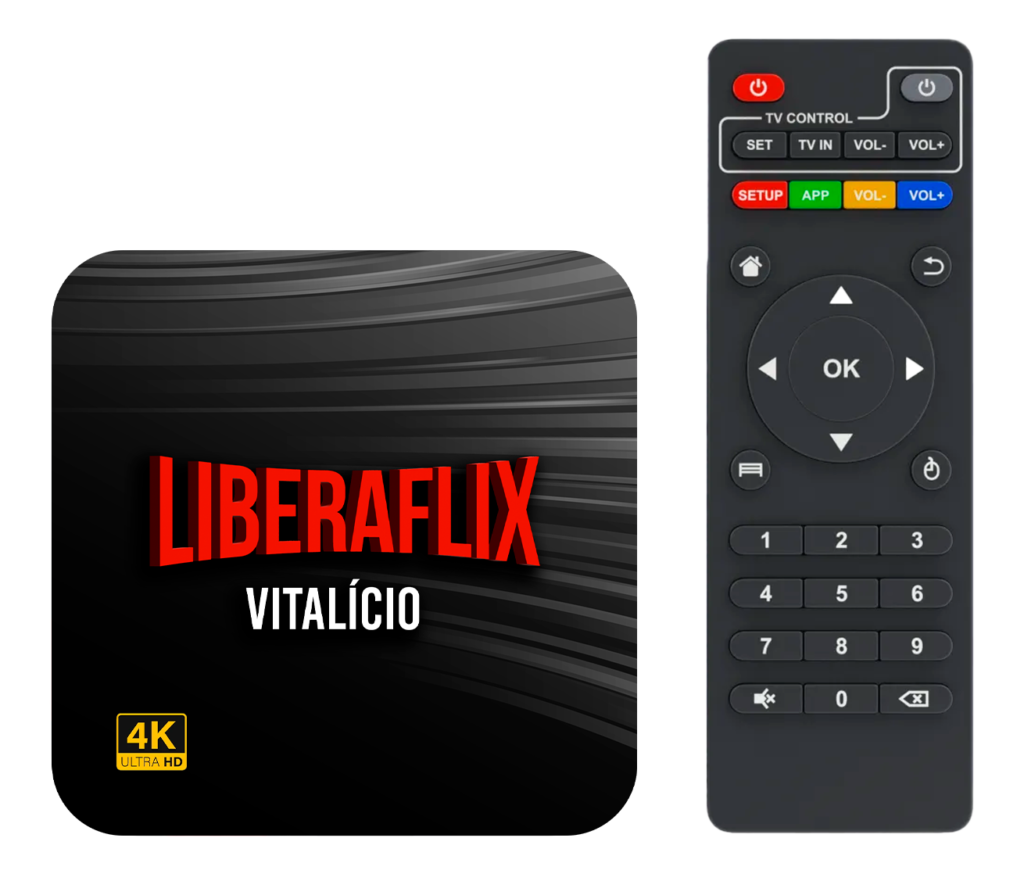 TV CONTROL
SET TV IN VOL- VOL+
SETUP APP VOL- VOL+
OK
LIBERAFLIX
VITALÍCIO
4K
ULTRA HD
1 2 3
4 5 6
7 8 9
0